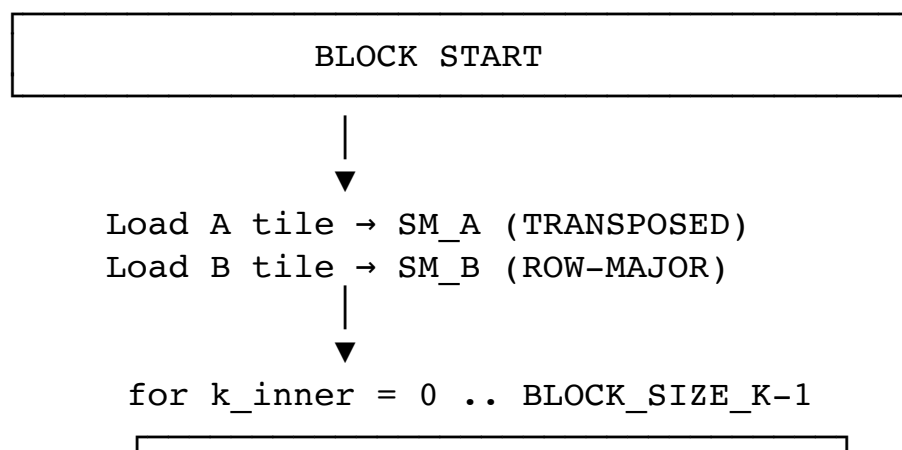 BLOCK START
Load A tile → SM_A (TRANSPOSED)
Load B tile → SM_B (ROW-MAJOR)
for k_inner = 0 .. BLOCK_SIZE_K-1